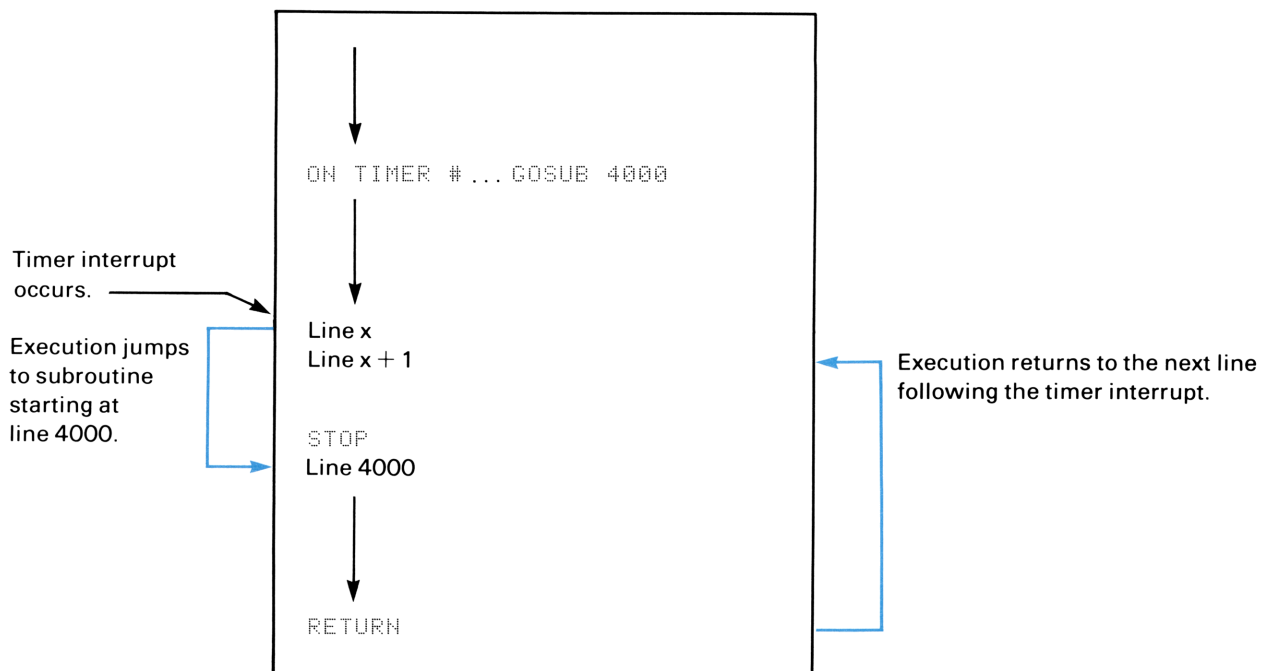 ON TIMER #... GOSUB 4000
Timer interrupt
occurs.
Line x
Line x + 1
Execution jumps
to subroutine
starting at
line 4000.
Execution returns to the next line
following the timer interrupt.
STOP
Line 4000
RETURN